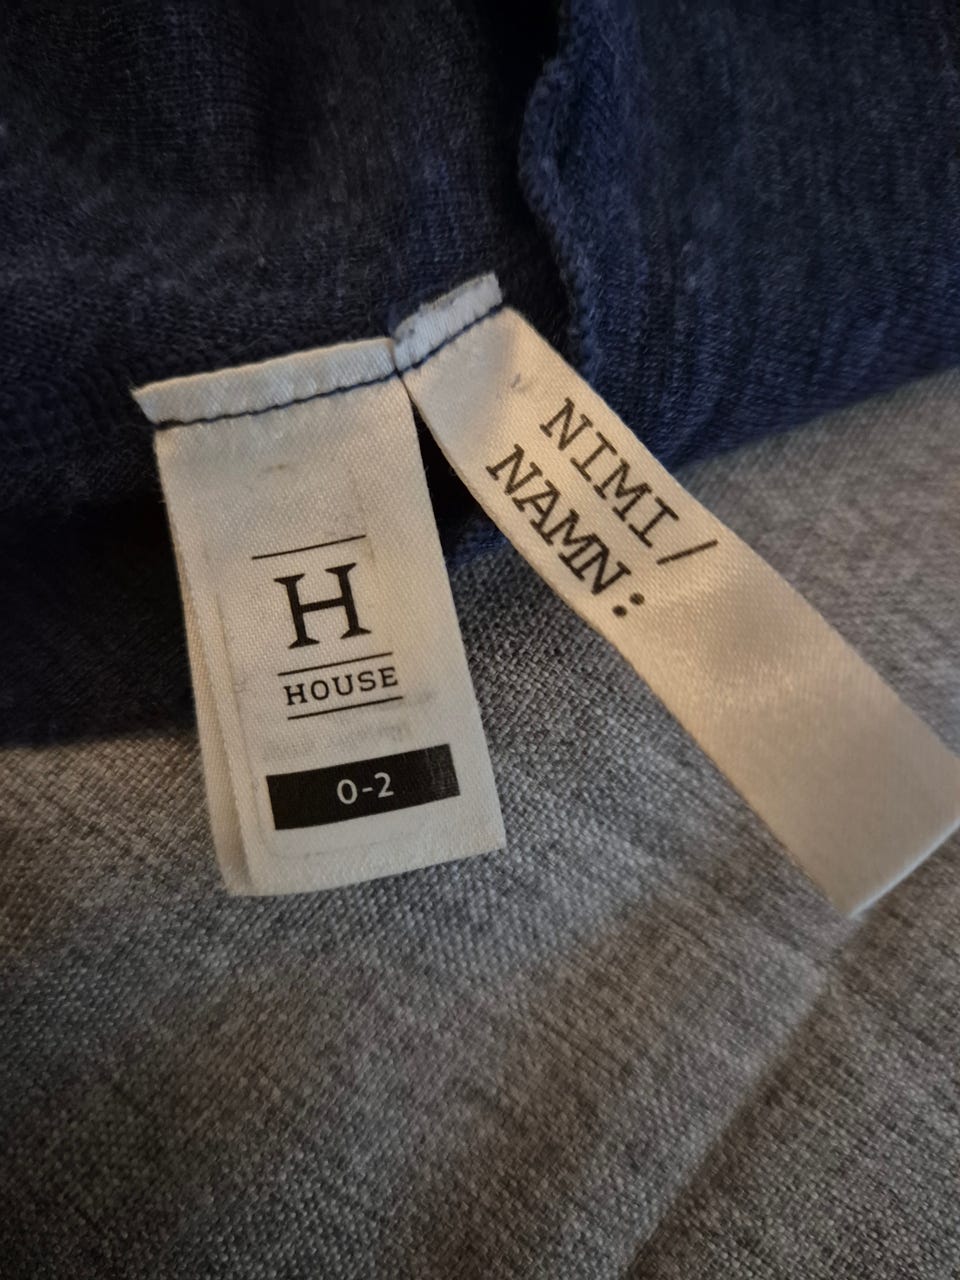 H
HOUSE
0-2
NIMI/
NAMN: